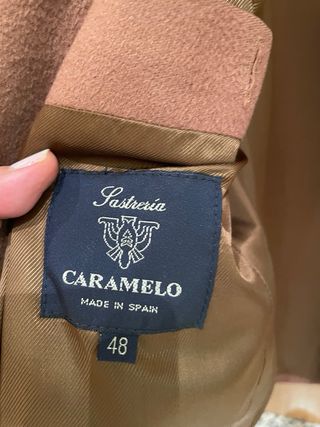 Sastrería
CARAMELO
MADE IN SPAIN
48